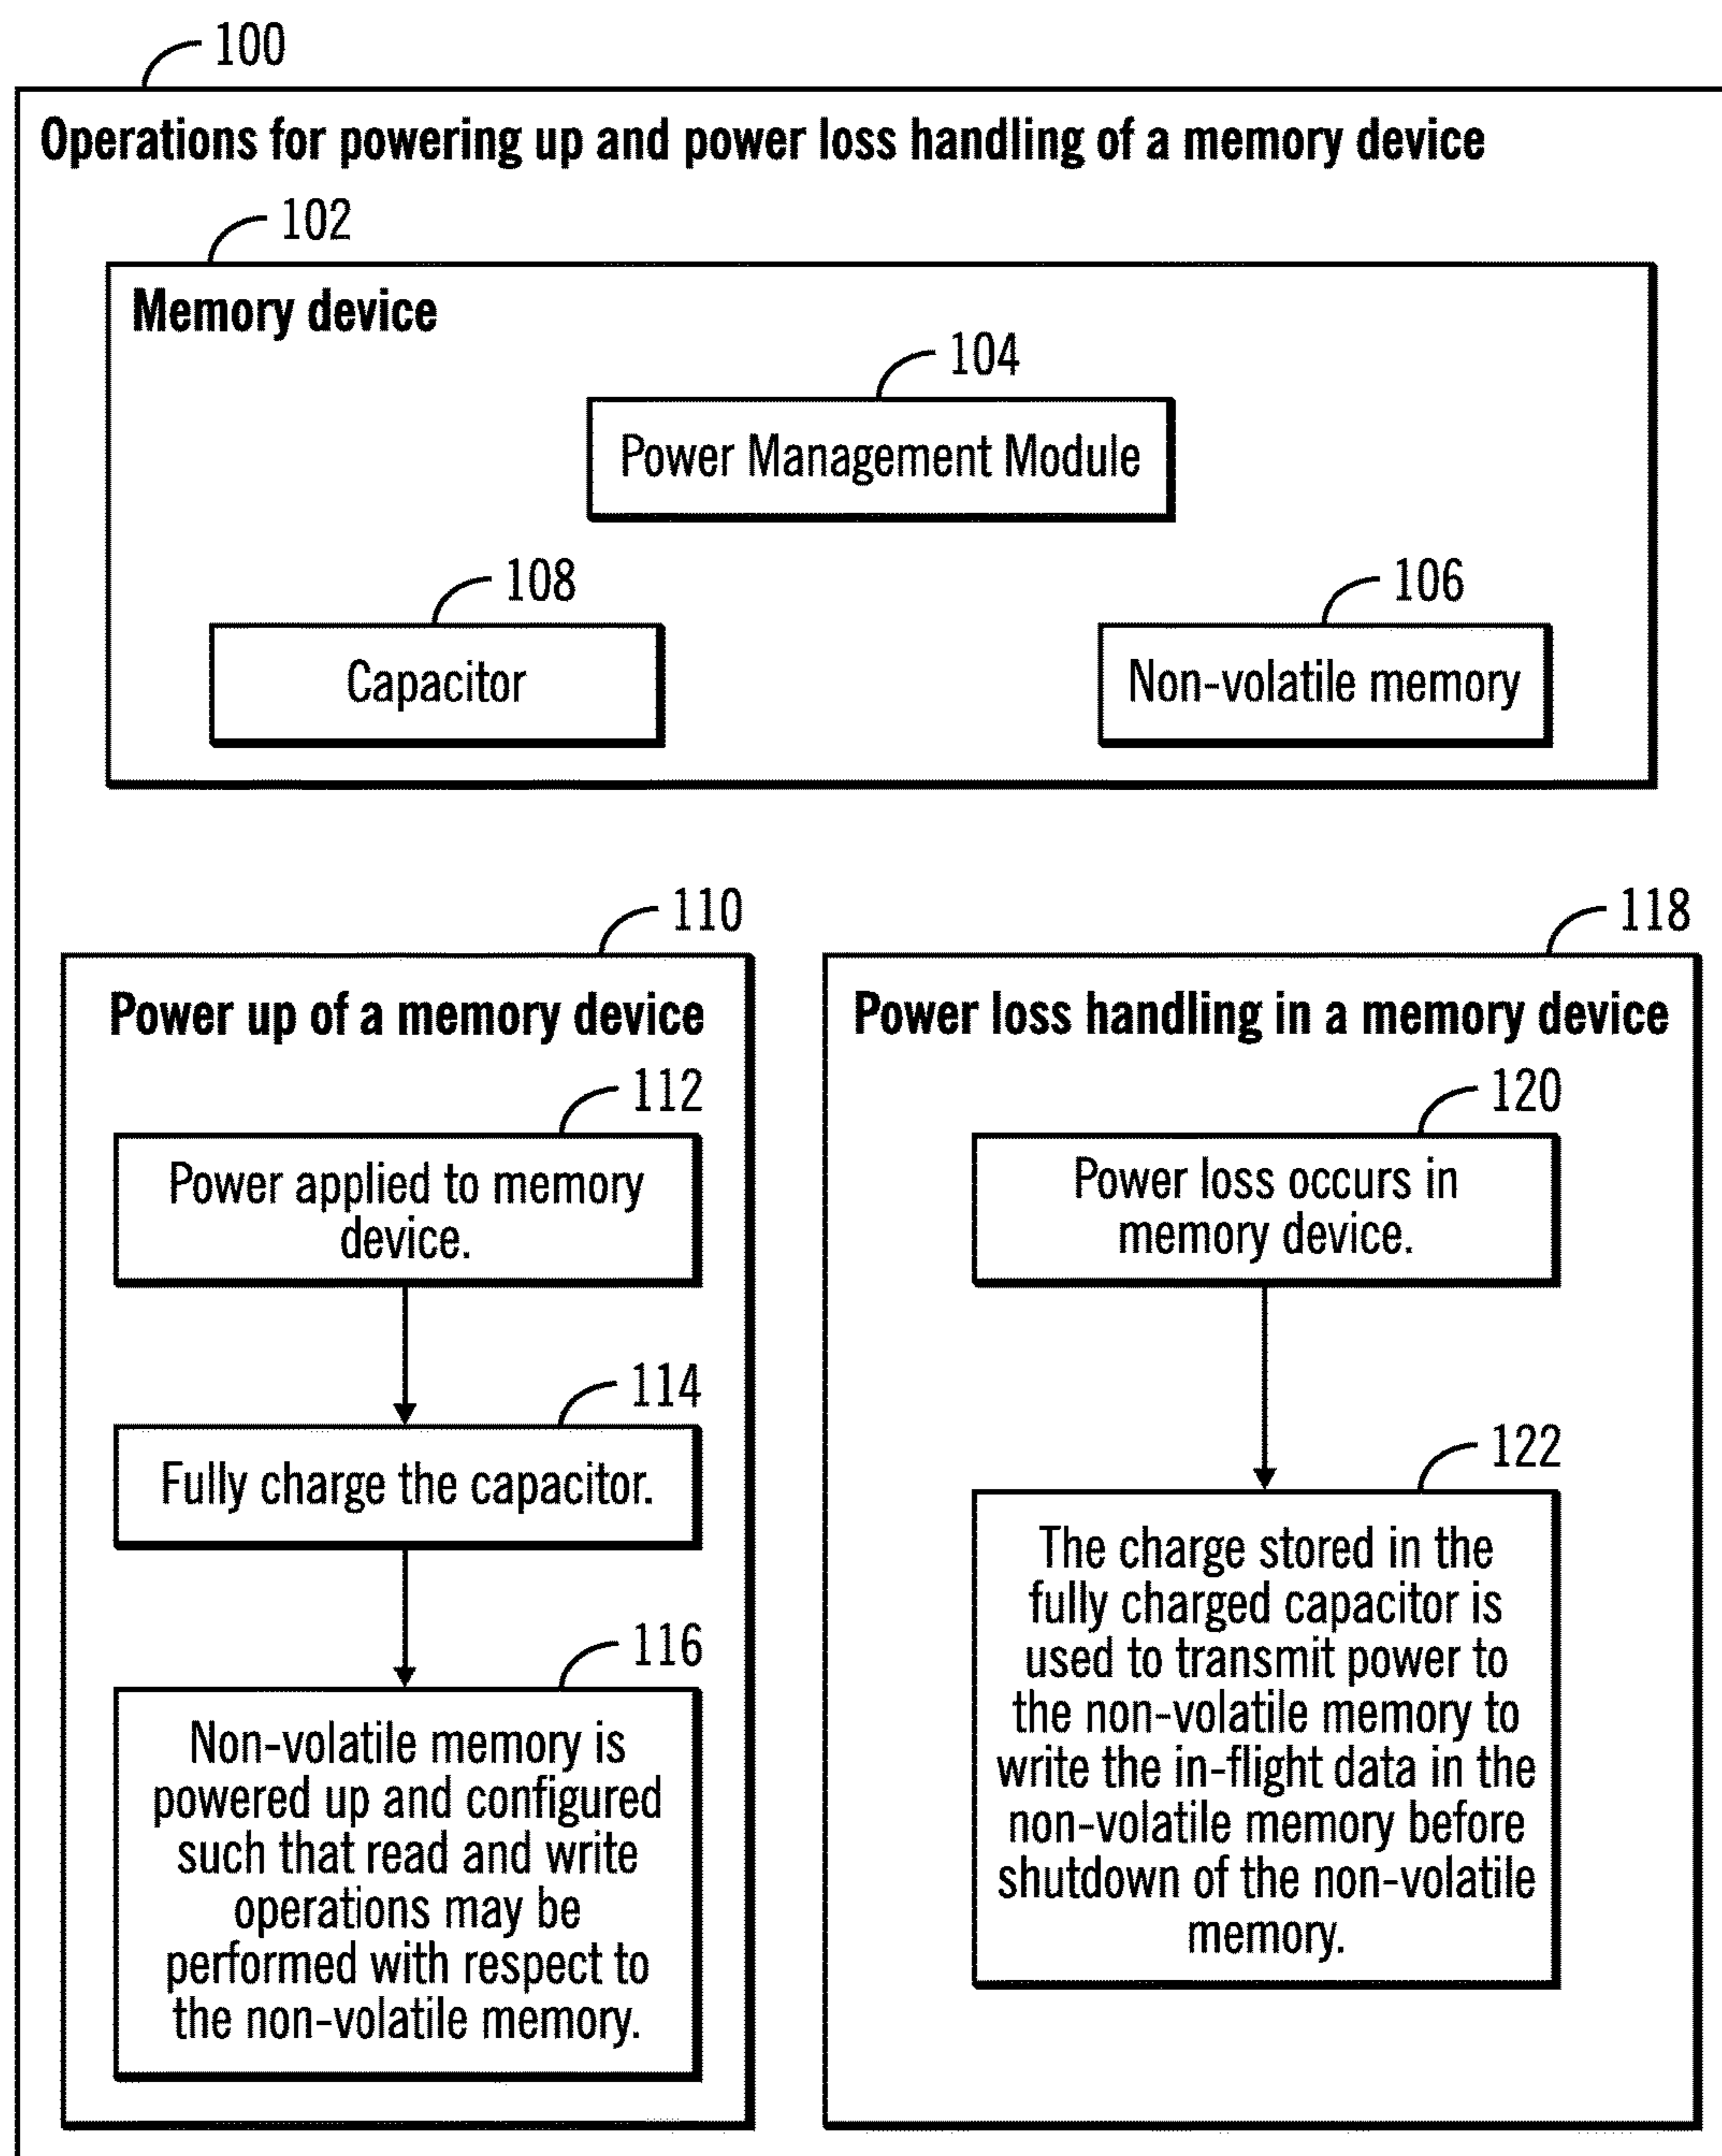 100
Operations for powering up and power loss handling of a memory device
102
Memory device
104
Power Management Module
108
Capacitor
106
Non-volatile memory
110
Power up of a memory device
112
Power applied to memory
device.
114
Fully charge the capacitor.
116
Non-volatile memory is
powered up and configured
such that read and write
operations may be
performed with respect to
the non-volatile memory.
118
Power loss handling in a memory device
120
Power loss occurs in
memory device.
122
The charge stored in the
fully charged capacitor is
used to transmit power to
the non-volatile memory to
write the in-flight data in the
non-volatile memory before
shutdown of the non-volatile
memory.